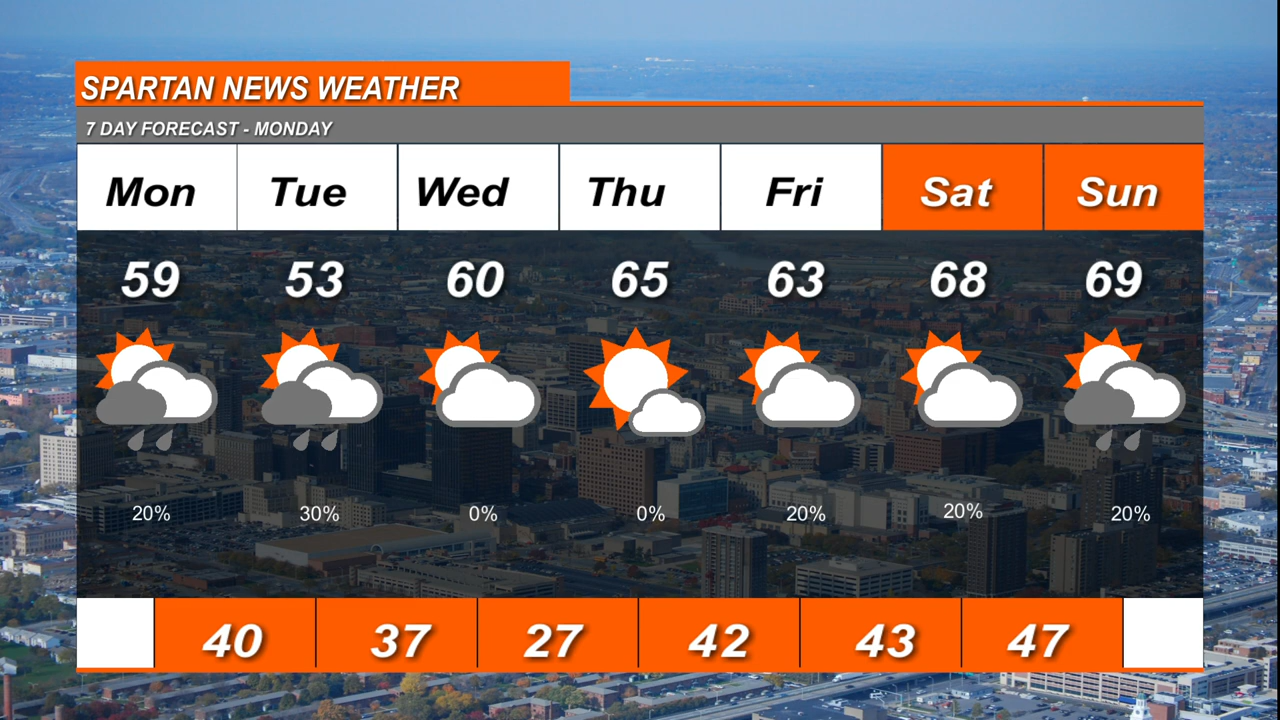 SPARTAN NEWS WEATHER
7 DAY FORECAST - MONDAY
Mon Tue Wed Thu Fri Sat Sun
59 53 60 65 63 68 69
20% 30% 0% 0% 20% 20% 20%
40 37 27 42 43 47